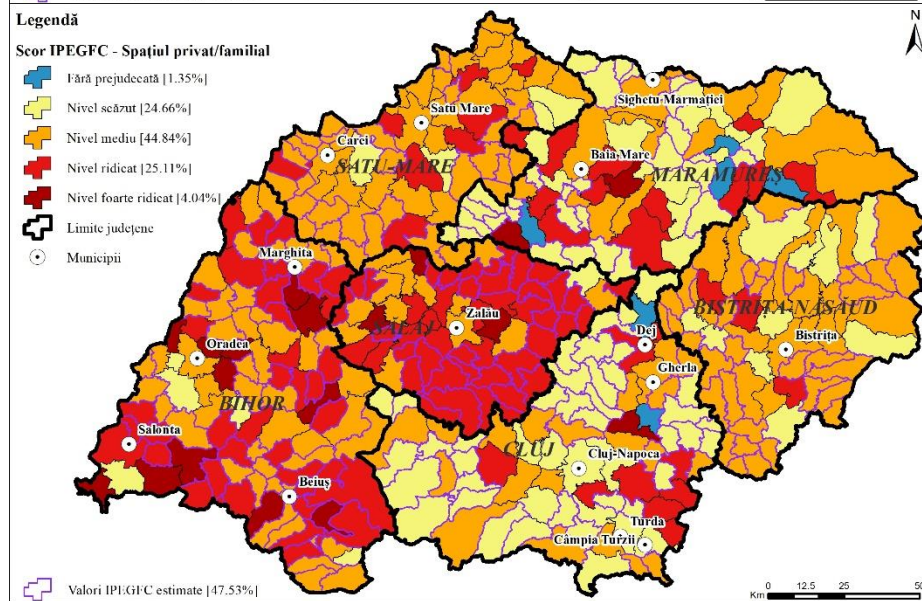 Legendă
Scor IPEGFC - Spațiul privat/familial
Fără prejudecată [1.35%]
Nivel scăzut [24.66%]
Nivel mediu [44.84%]
Nivel ridicat [25.11%]
Nivel foarte ridicat [4.04%]
Limite județene
Municipii
N
Sighetu Marmației
Satu Mare
Carei
SATU-MARE
Baia Mare
MARAMUREȘ
Marghita
BISTRIȚA-NĂSĂUD
Zalău
SĂLAJ
Dej
Bistrița
Oradea
Gherla
BIHOR
Salonta
CLUJ
Cluj-Napoca
Beiuș
Turda
Câmpia Turzii
Valori IPEGFC estimate [47.53%]
0 12.5 25 50
Km